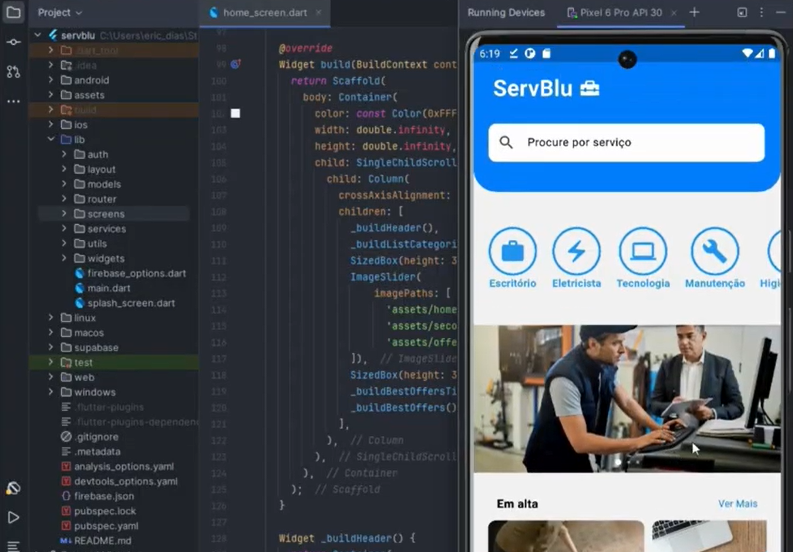 Project
servblu C:\Users\eric_dias\St
.dart_tool
.idea
android
assets
build
ios
lib
auth
layout
models
router
screens
services
utils
widgets
firebase_options.dart
main.dart
splash_screen.dart
linux
macos
supabase
test
web
windows
.flutter-plugins
.flutter-plugins-dependenc
.gitignore
.metadata
analysis_options.yaml
devtools_options.yaml
firebase.json
pubspec.lock
pubspec.yaml
README.md
home_screen.dart
97
98 @override
99 Widget build(BuildContext cont
100 return Scaffold(
101 body: Container(
102 color: const Color(0xFFF
103 width: double.infinity,
104 height: double.infinity,
105 child: SingleChildScroll
106 child: Column(
107 crossAxisAlignment:
108 children: [
109 _buildHeader(),
110 _buildListCategori
111 SizedBox(height: 3
112 ImageSlider(
113 imagePaths: [
114 'assets/home
115 'assets/seco
116 'assets/offe
117 ]), // ImageSlide
118 SizedBox(height: 3
119 _buildBestOffersTi
120 _buildBestOffers()
121 ],
122 ), // Column
123 ), // SingleChildScroll
124 ), // Container
125 ); // Scaffold
126 }
127
128 Widget _buildHeader() {
Running Devices
Pixel 6 Pro API 30
6:19
ServBlu
Procure por serviço
Escritório Eletricista Tecnologia Manutenção Higi
Em alta Ver Mais